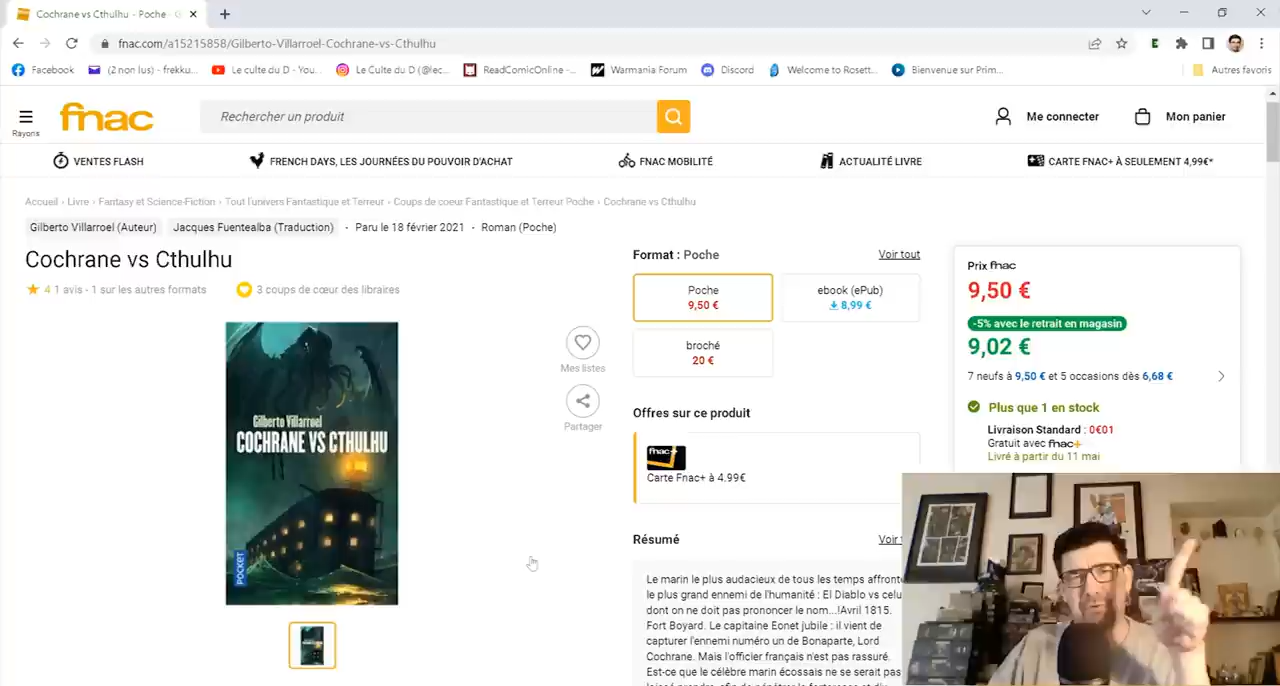 Cochrane vs Cthulhu - Poche - G
fnac.com/a15215858/Gilberto-Villarroel-Cochrane-vs-Cthulhu
Facebook
(2 non lus) - frekku...
Le culte du D - You...
Le Culte du D (@lec...
ReadComicOnline -...
Warmania Forum
Discord
Welcome to Rosett...
Bienvenue sur Prim...
Autres favoris
Rayons
fnac
Rechercher un produit
Me connecter
Mon panier
VENTES FLASH
FRENCH DAYS, LES JOURNÉES DU POUVOIR D'ACHAT
FNAC MOBILITÉ
ACTUALITÉ LIVRE
CARTE FNAC+ À SEULEMENT 4,99€*
Accueil › Livre › Fantasy et Science-Fiction › Tout l'univers Fantastique et Terreur › Coups de coeur Fantastique et Terreur Poche › Cochrane vs Cthulhu
Gilberto Villarroel (Auteur) Jacques Fuentealba (Traduction) • Paru le 18 février 2021 • Roman (Poche)
Cochrane vs Cthulhu
4 1 avis - 1 sur les autres formats
3 coups de cœur des libraires
Gilberto Villarroel
COCHRANE VS CTHULHU
POCKET
Mes listes
Partager
Format : Poche
Voir tout
Poche
9,50 €
ebook (ePub)
8,99 €
broché
20 €
Offres sur ce produit
fnac+
Carte Fnac+ à 4.99€
Résumé
Voir
Le marin le plus audacieux de tous les temps affronte
le plus grand ennemi de l'humanité : El Diablo vs celu
dont on ne doit pas prononcer le nom...!Avril 1815.
Fort Boyard. Le capitaine Eonet jubile : il vient de
capturer l'ennemi numéro un de Bonaparte, Lord
Cochrane. Mais l'officier français n'est pas rassuré.
Est-ce que le célèbre marin écossais ne se serait pas
Prix fnac
9,50 €
-5% avec le retrait en magasin
9,02 €
7 neufs à 9,50 € et 5 occasions dès 6,68 €
Plus que 1 en stock
Livraison Standard : 0€01
Gratuit avec fnac+
Livré à partir du 11 mai